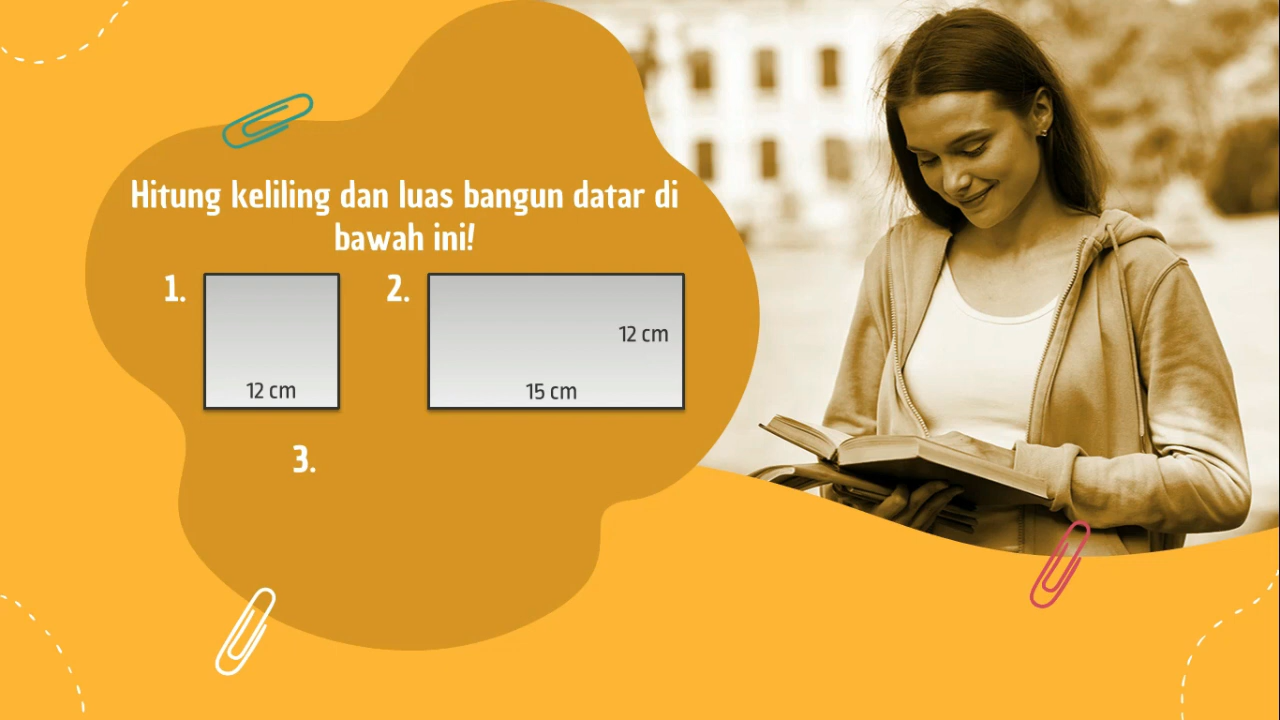 Hitung keliling dan luas bangun datar di
bawah ini!
1.
12 cm
2.
12 cm
15 cm
3.